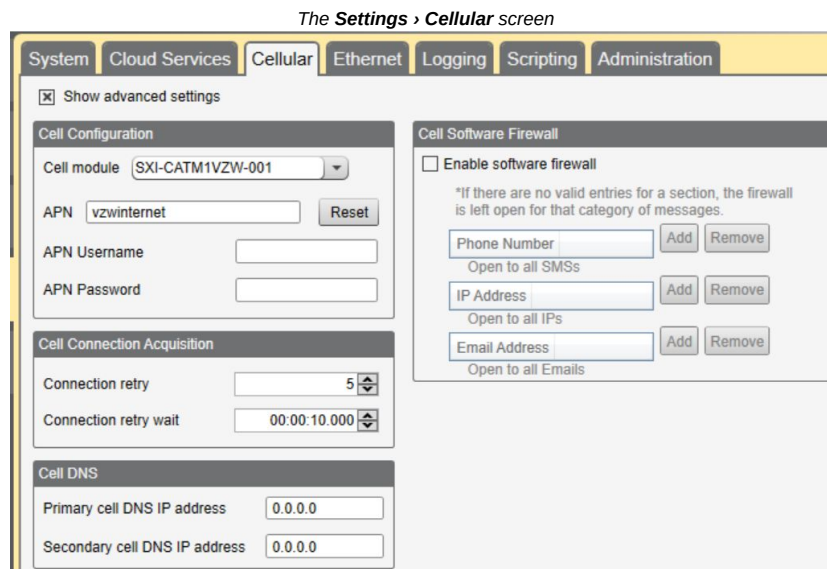 The Settings › Cellular screen
System Cloud Services Cellular Ethernet Logging Scripting Administration
Show advanced settings
Cell Configuration
Cell module SXI-CATM1VZW-001
APN vzwinternet Reset
APN Username
APN Password
Cell Connection Acquisition
Connection retry 5
Connection retry wait 00:00:10.000
Cell DNS
Primary cell DNS IP address 0.0.0.0
Secondary cell DNS IP address 0.0.0.0
Cell Software Firewall
Enable software firewall
*If there are no valid entries for a section, the firewall
is left open for that category of messages.
Phone Number Add Remove
Open to all SMSs
IP Address Add Remove
Open to all IPs
Email Address Add Remove
Open to all Emails